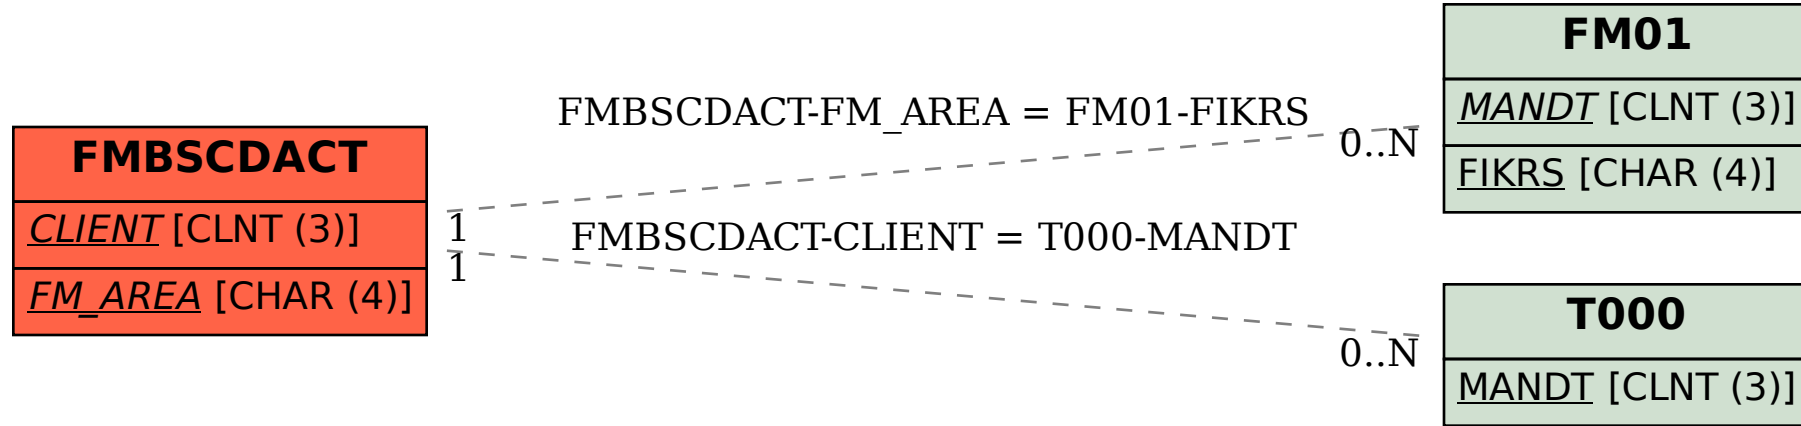 FMBSCDACT
CLIENT [CLNT (3)]
FM_AREA [CHAR (4)]
FMBSCDACT-FM_AREA = FM01-FIKRS
0..N
1
FMBSCDACT-CLIENT = T000-MANDT
1
0..N
FM01
MANDT [CLNT (3)]
FIKRS [CHAR (4)]
T000
MANDT [CLNT (3)]